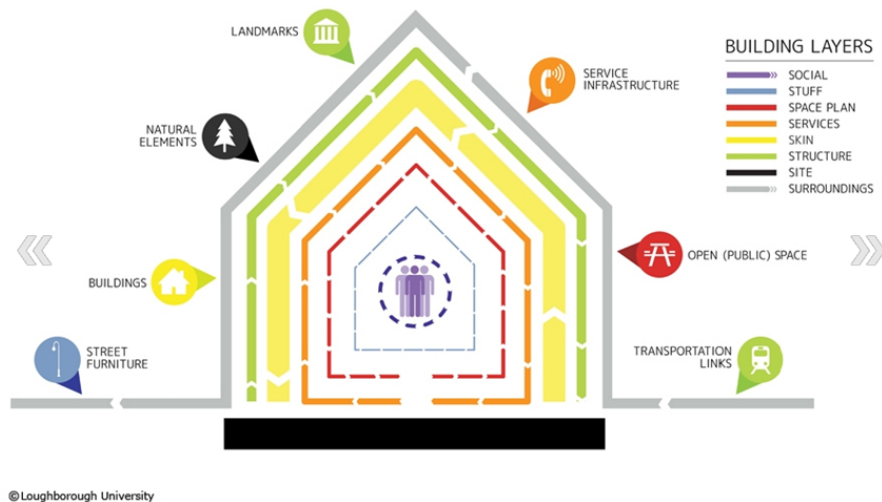 LANDMARKS
SERVICE
INFRASTRUCTURE
NATURAL
ELEMENTS
BUILDINGS
OPEN (PUBLIC) SPACE
STREET
FURNITURE
TRANSPORTATION
LINKS
BUILDING LAYERS
SOCIAL
STUFF
SPACE PLAN
SERVICES
SKIN
STRUCTURE
SITE
SURROUNDINGS
©Loughborough University